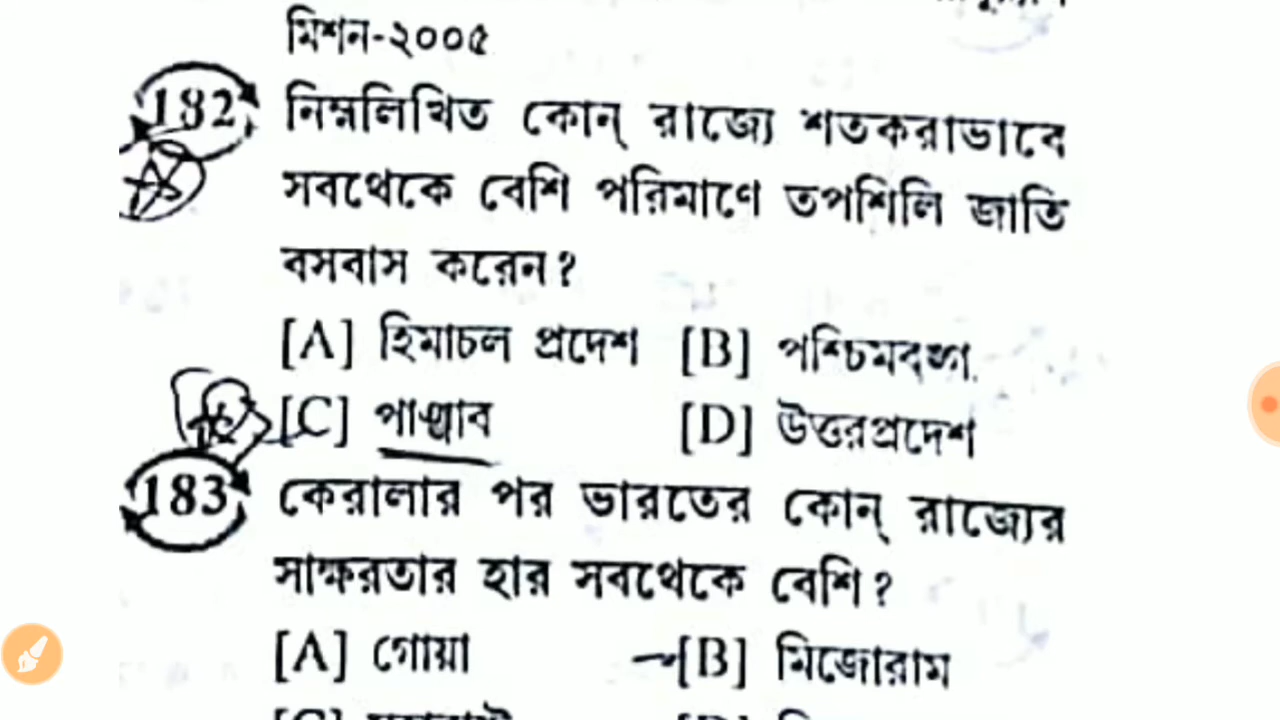 মিশন-২০০৫
182 নিম্নলিখিত কোন্ রাজ্যে শতকরাভাবে
সবথেকে বেশি পরিমাণে তপশিলি জাতি
বসবাস করেন?
[A] হিমাচল প্রদেশ [B] পশ্চিমবঙ্গ
[C] পাঞ্জাব [D] উত্তরপ্রদেশ
183 কেরালার পর ভারতের কোন্ রাজ্যের
সাক্ষরতার হার সবথেকে বেশি?
[A] গোয়া [B] মিজোরাম